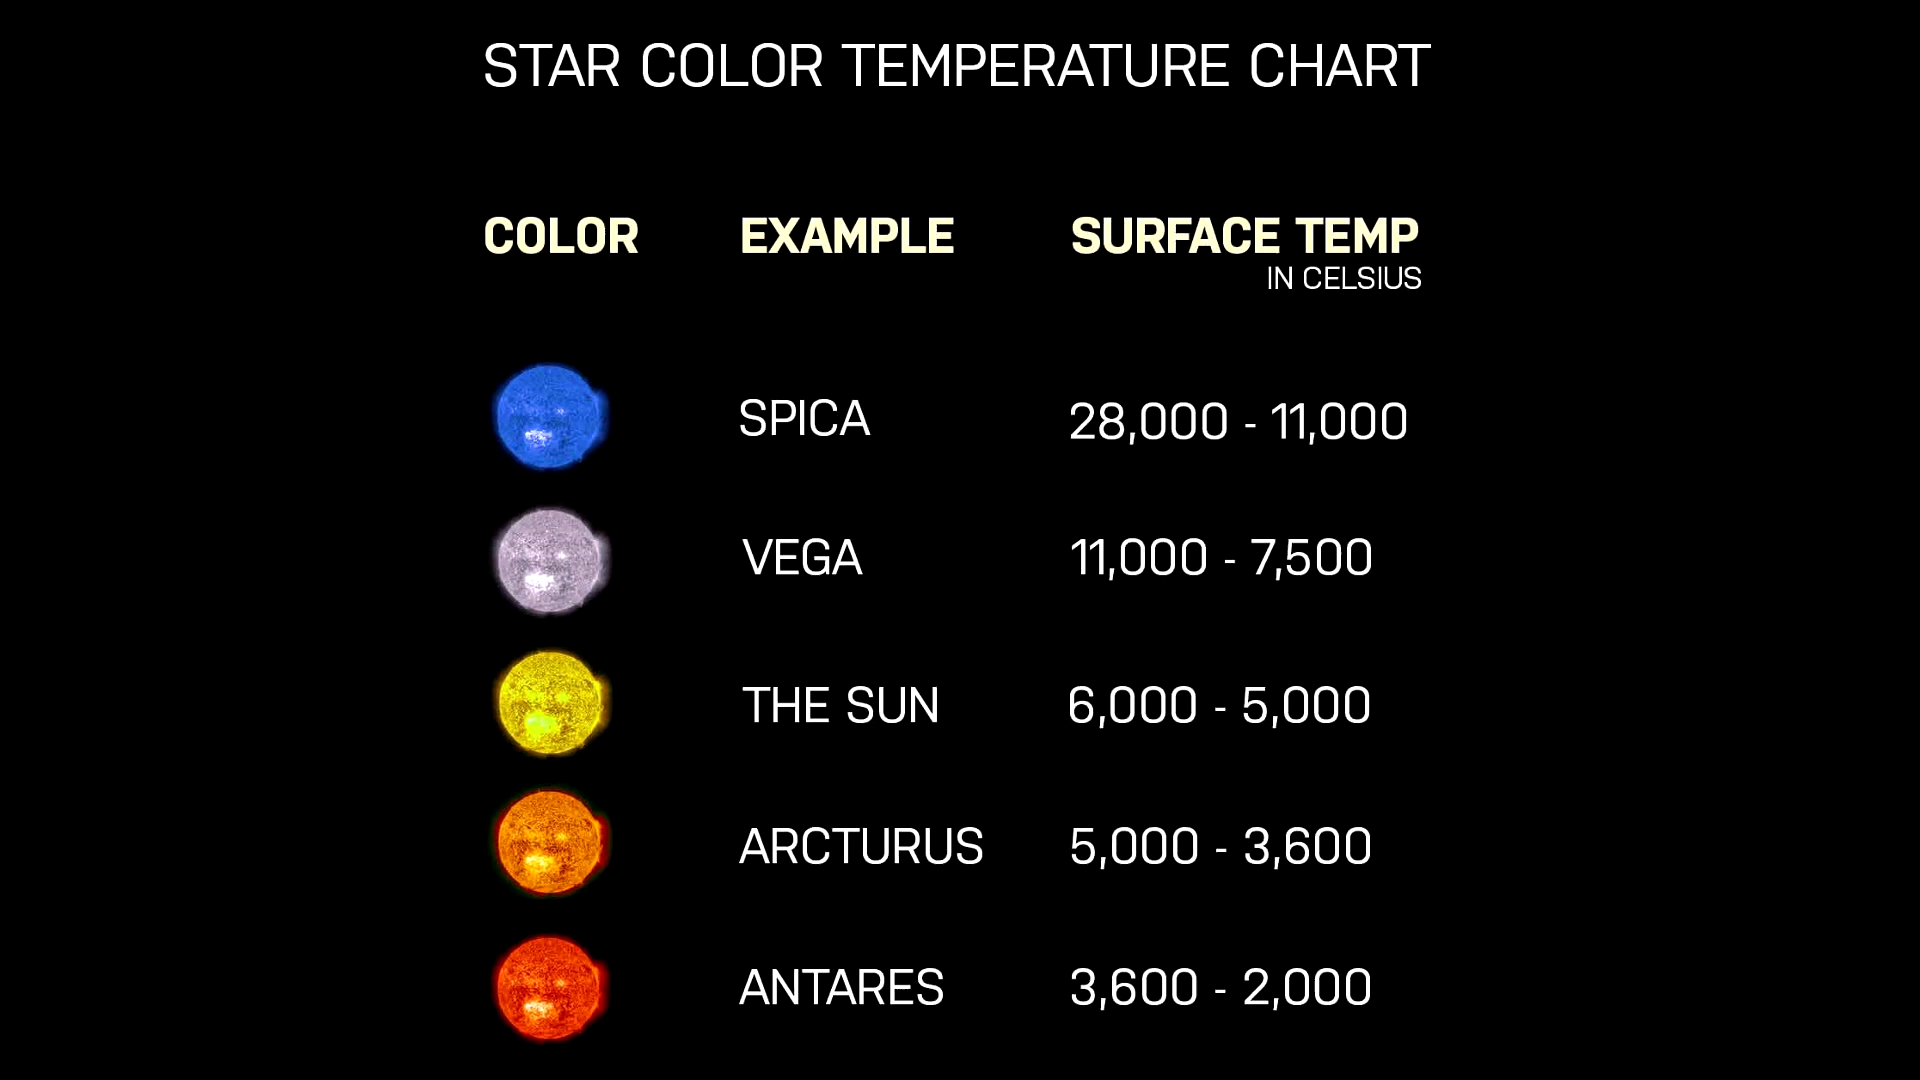 STAR COLOR TEMPERATURE CHART
COLOR EXAMPLE SURFACE TEMP
IN CELSIUS
SPICA 28,000 - 11,000
VEGA 11,000 - 7,500
THE SUN 6,000 - 5,000
ARCTURUS 5,000 - 3,600
ANTARES 3,600 - 2,000